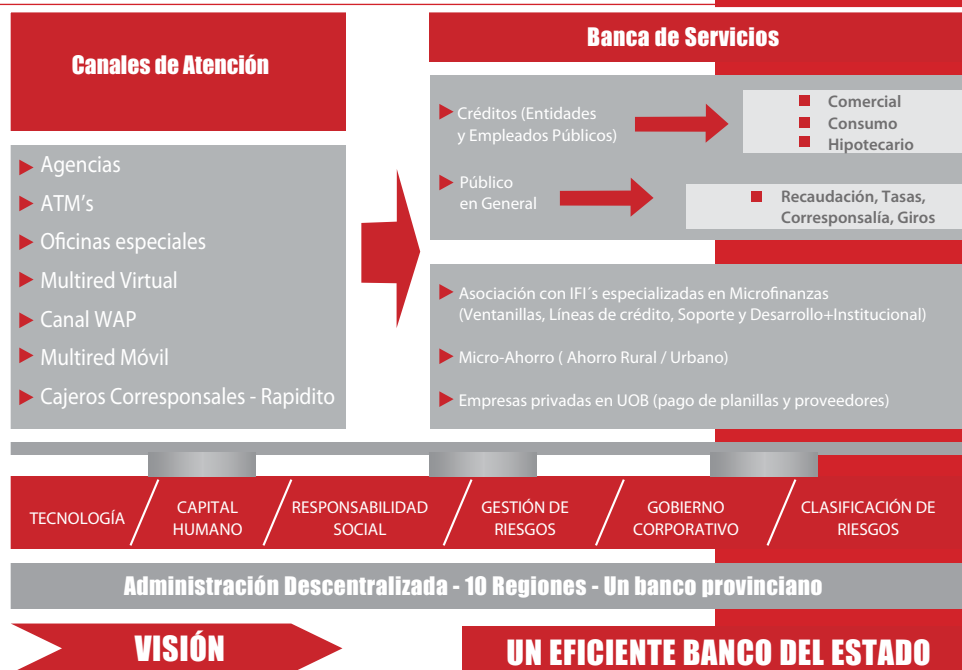 Canales de Atención
Agencias
ATM's
Oficinas especiales
Multired Virtual
Canal WAP
Multired Móvil
Cajeros Corresponsales - Rapidito
Banca de Servicios
Créditos (Entidades
y Empleados Públicos)
Comercial
Consumo
Hipotecario
Público
en General
Recaudación, Tasas,
Corresponsalía, Giros
Asociación con IFI´s especializadas en Microfinanzas
(Ventanillas, Líneas de crédito, Soporte y Desarrollo+Institucional)
Micro-Ahorro ( Ahorro Rural / Urbano)
Empresas privadas en UOB (pago de planillas y proveedores)
TECNOLOGÍA
CAPITAL
HUMANO
RESPONSABILIDAD
SOCIAL
GESTIÓN DE
RIESGOS
GOBIERNO
CORPORATIVO
CLASIFICACIÓN DE
RIESGOS
Administración Descentralizada - 10 Regiones - Un banco provinciano
VISIÓN
UN EFICIENTE BANCO DEL ESTADO